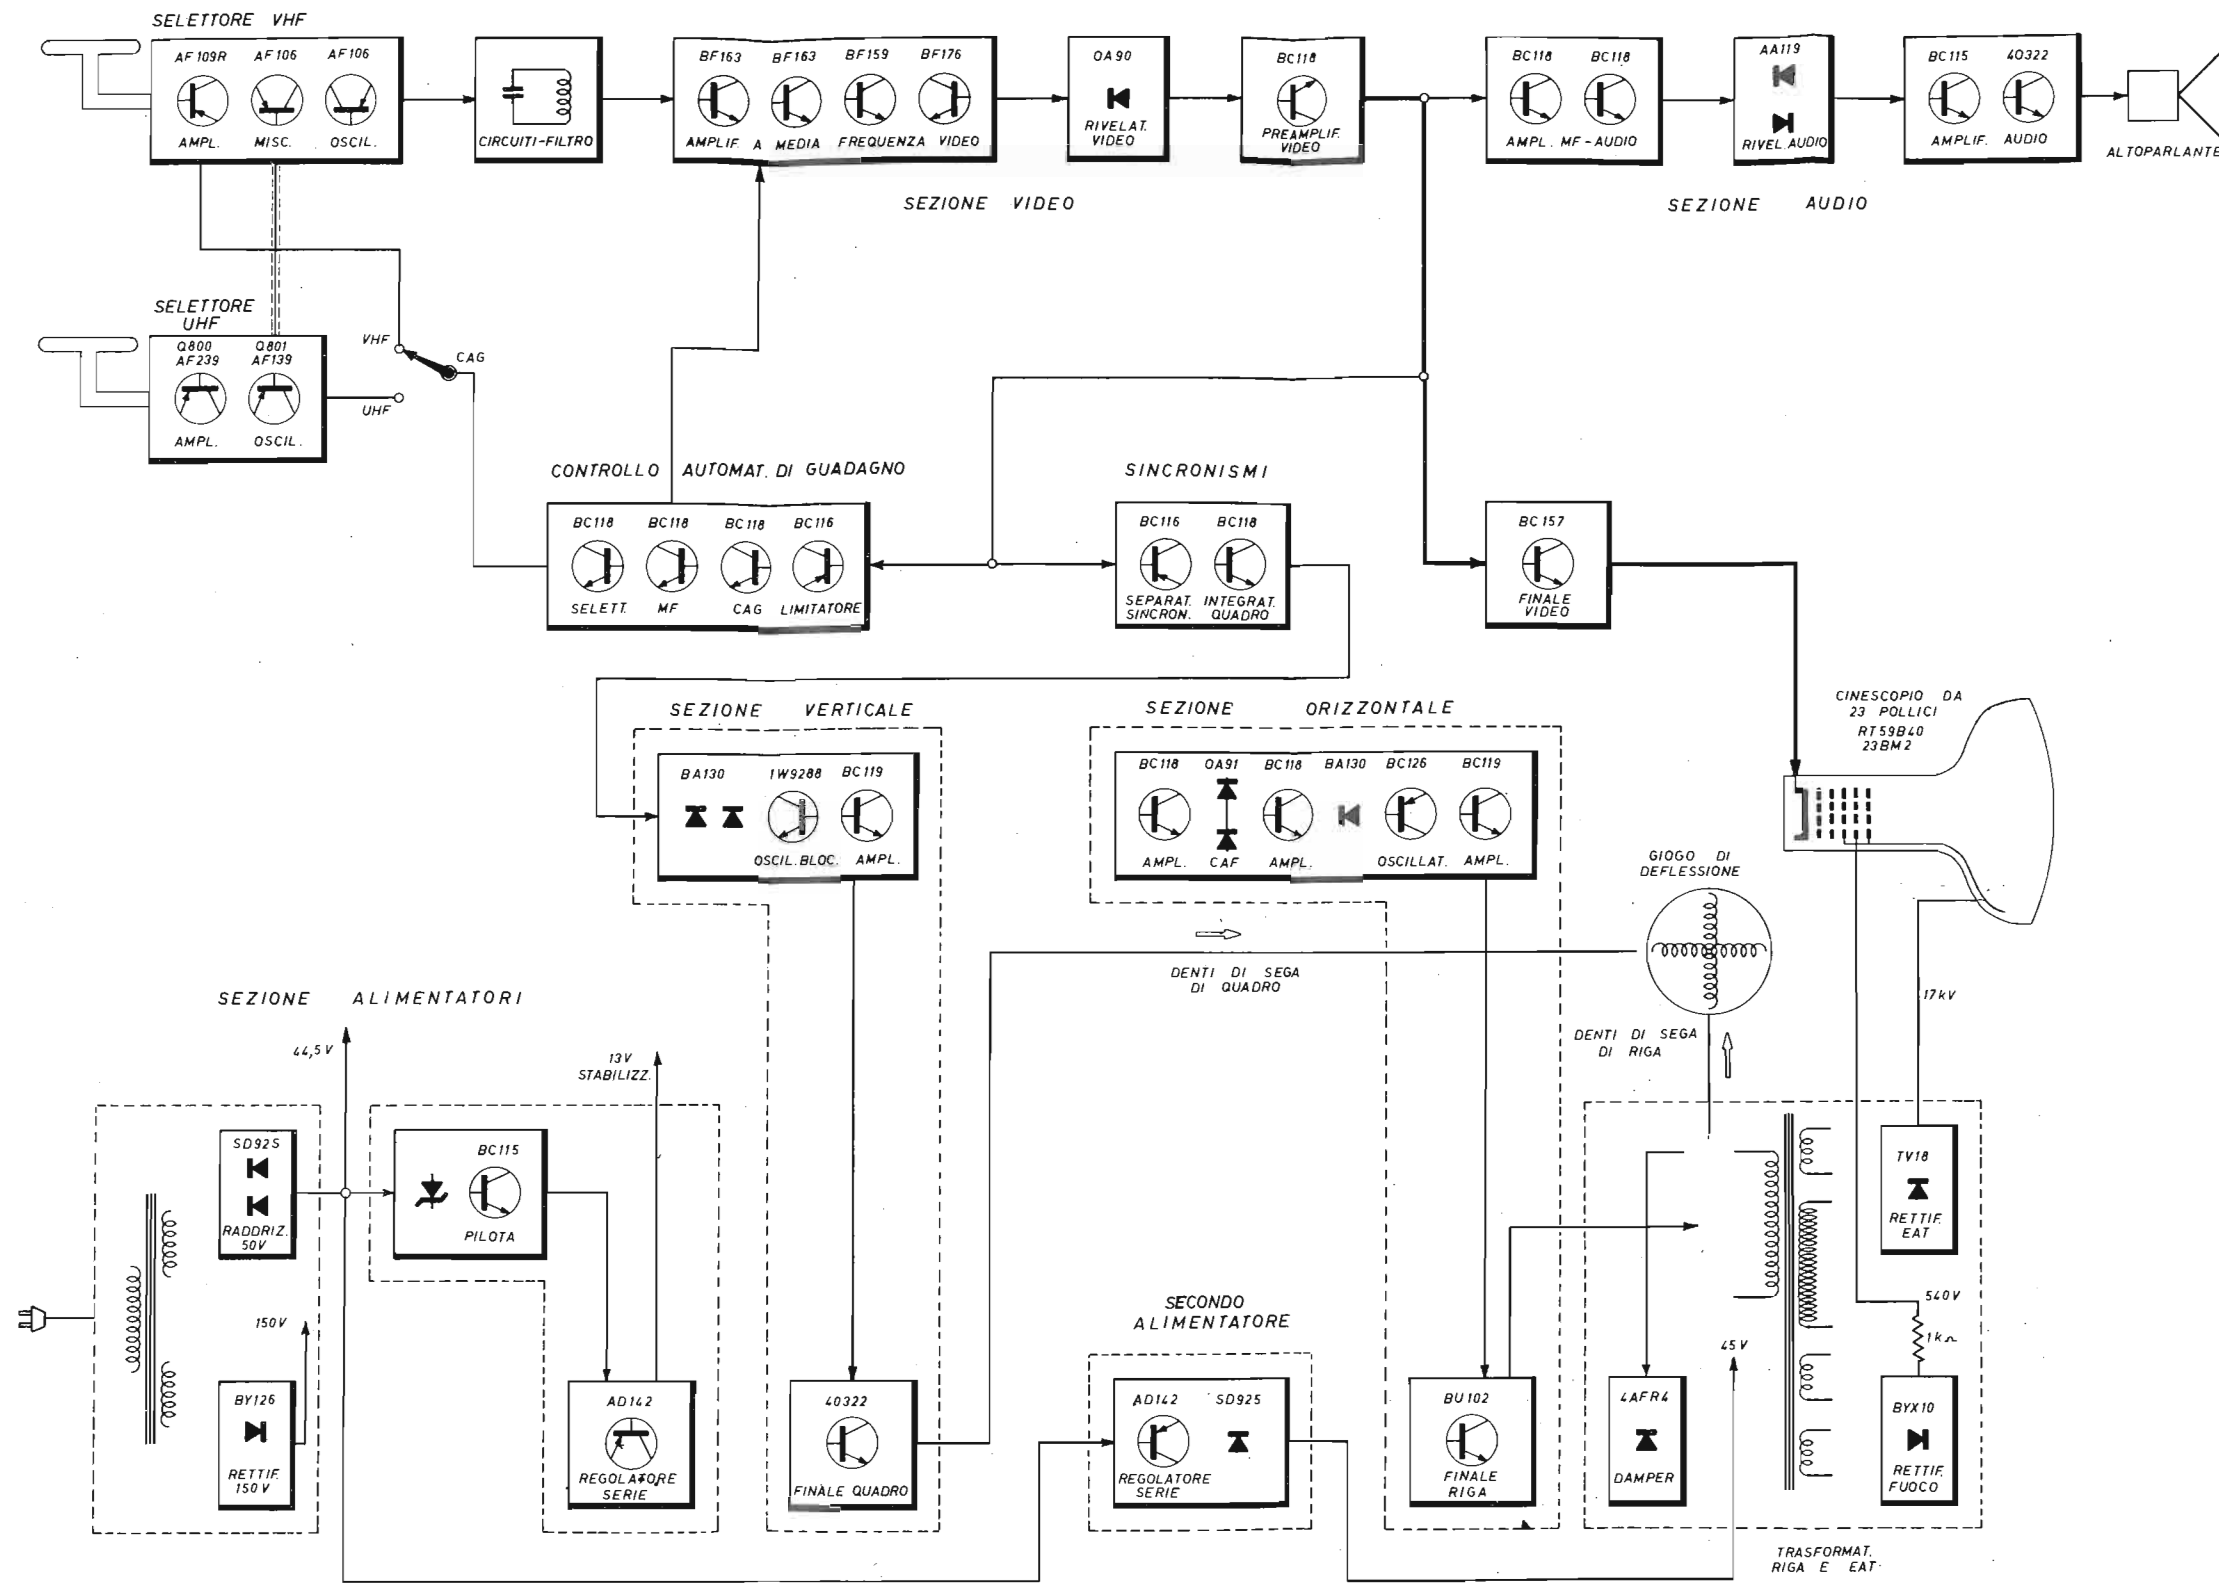 SELETTORE VHF
AF109R AF106 AF106
AMPL. MISC. OSCIL.
CIRCUITI-FILTRO
BF163 BF163 BF159 BF176
AMPLIF. A MEDIA FREQUENZA VIDEO
OA90
RIVELAT.
VIDEO
BC118
PREAMPLIF.
VIDEO
BC118 BC118
AMPL. MF-AUDIO
AA119
RIVEL. AUDIO
BC115 40322
AMPLIF. AUDIO
ALTOPARLANTE
SEZIONE VIDEO
SEZIONE AUDIO
SELETTORE
UHF
Q800 Q801
AF239 AF139
AMPL. OSCIL.
VHF
CAG
UHF
CONTROLLO AUTOMAT. DI GUADAGNO
BC118 BC118 BC118 BC116
SELETT. MF CAG LIMITATORE
SINCRONISMI
BC116 BC118
SEPARAT. INTEGRAT.
SINCRON. QUADRO
BC157
FINALE
VIDEO
CINESCOPIO DA
23 POLLICI
RT59B40
23BM2
SEZIONE VERTICALE
BA130 1W9288 BC119
OSCIL.BLOC. AMPL.
SEZIONE ORIZZONTALE
BC118 OA91 BC118 BA130 BC126 BC119
AMPL. CAF AMPL. OSCILLAT. AMPL.
GIOGO DI
DEFLESSIONE
DENTI DI SEGA
DI QUADRO
17kV
DENTI DI SEGA
DI RIGA
SEZIONE ALIMENTATORI
44,5V
13V
STABILIZZ.
SD925
RADDRIZ.
50V
BC115
PILOTA
150V
BY126
RETTIF.
150V
AD142
REGOLATORE
SERIE
40322
FINALE QUADRO
SECONDO
ALIMENTATORE
AD142 SD925
REGOLATORE
SERIE
BU102
FINALE
RIGA
4AFR4
DAMPER
45V
TV18
RETTIF.
EAT
540V
1kΩ
BYX10
RETTIF.
FUOCO
TRASFORMAT.
RIGA E EAT